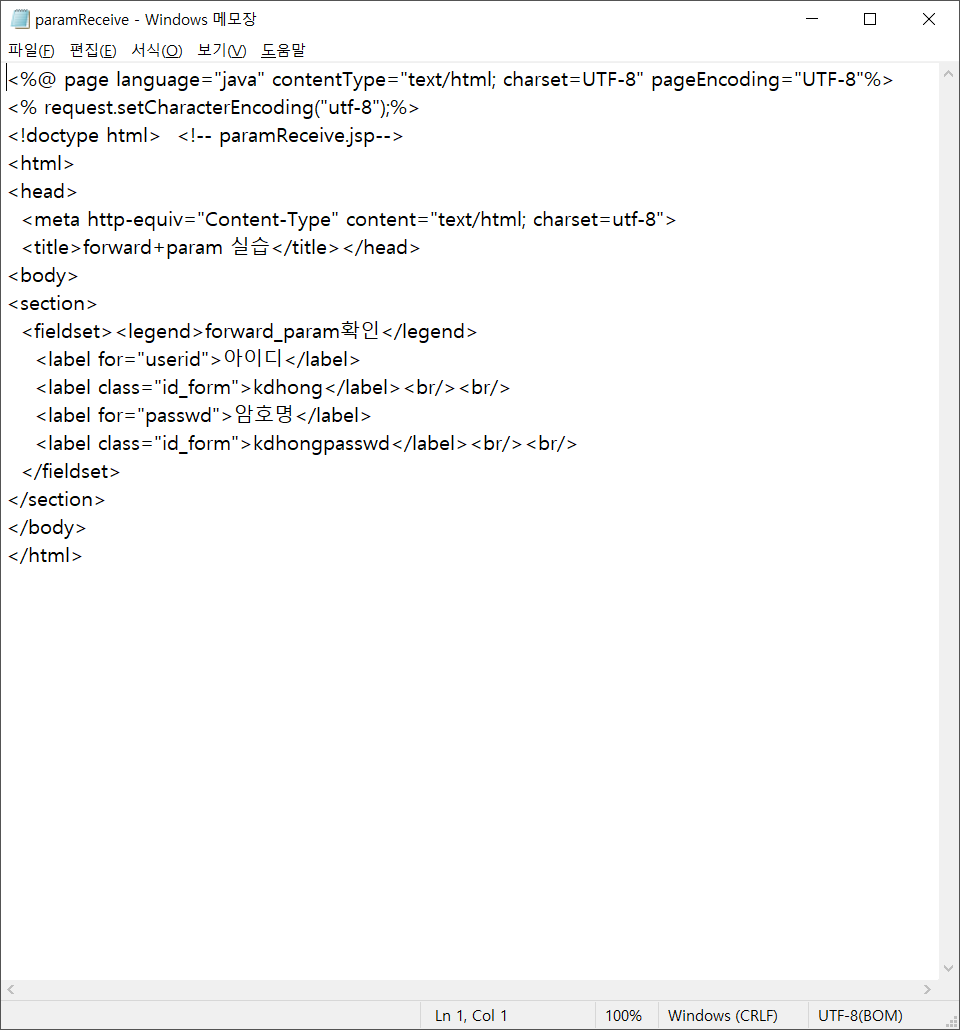 paramReceive - Windows 메모장
파일(F) 편집(E) 서식(O) 보기(V) 도움말
<%@ page language="java" contentType="text/html; charset=UTF-8" pageEncoding="UTF-8"%>
<% request.setCharacterEncoding("utf-8");%>
<!doctype html>   <!-- paramReceive.jsp-->
<html>
<head>
  <meta http-equiv="Content-Type" content="text/html; charset=utf-8">
  <title>forward+param 실습</title></head>
<body>
<section>
  <fieldset><legend>forward_param확인</legend>
    <label for="userid">아이디</label>
    <label class="id_form">kdhong</label><br/><br/>
    <label for="passwd">암호명</label>
    <label class="id_form">kdhongpasswd</label><br/><br/>
  </fieldset>
</section>
</body>
</html>
Ln 1, Col 1 100% Windows (CRLF) UTF-8(BOM)